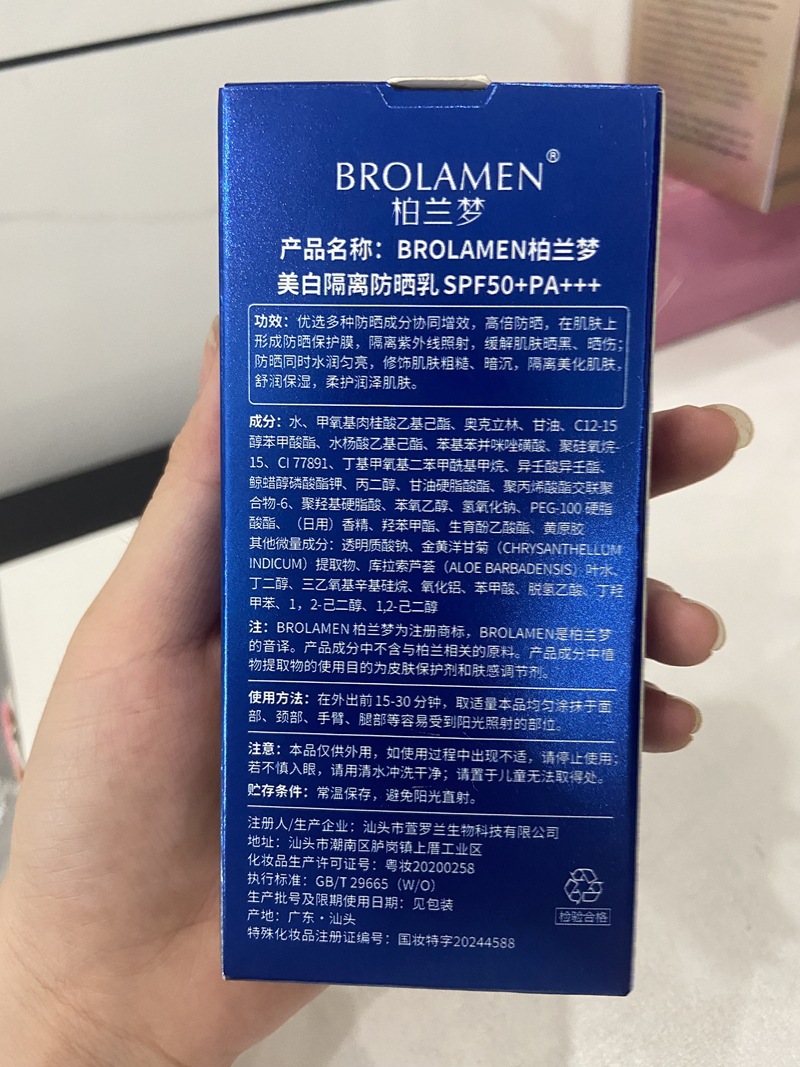 BROLAMEN®
柏兰梦
产品名称：BROLAMEN柏兰梦
美白隔离防晒乳 SPF50+PA+++
功效：优选多种防晒成分协同增效，高倍防晒，在肌肤上
形成防晒保护膜，隔离紫外线照射，缓解肌肤晒黑、晒伤；
防晒同时水润匀亮，修饰肌肤粗糙、暗沉，隔离美化肌肤，
舒润保湿，柔护润泽肌肤。
成分：水、甲氧基肉桂酸乙基己酯、奥克立林、甘油、C12-15
醇苯甲酸酯、水杨酸乙基己酯、苯基苯并咪唑磺酸、聚硅氧烷-
15、CI 77891、丁基甲氧基二苯甲酰基甲烷、异壬酸异壬酯、
鲸蜡醇磷酸酯钾、丙二醇、甘油硬脂酸酯、聚丙烯酸酯交联聚
合物-6、聚羟基硬脂酸、苯氧乙醇、氢氧化钠、PEG-100 硬脂
酸酯、（日用）香精、羟苯甲酯、生育酚乙酸酯、黄原胶
其他微量成分：透明质酸钠、金黄洋甘菊（CHRYSANTHELLUM
INDICUM）提取物、库拉索芦荟（ALOE BARBADENSIS）叶水、
丁二醇、三乙氧基辛基硅烷、氧化铝、苯甲酸、脱氢乙酸、丁羟
甲苯、1，2-己二醇、1,2-己二醇
注：BROLAMEN 柏兰梦为注册商标，BROLAMEN是柏兰梦
的音译。产品成分中不含与柏兰相关的原料。产品成分中植
物提取物的使用目的为皮肤保护剂和肤感调节剂。
使用方法：在外出前 15-30 分钟，取适量本品均匀涂抹于面
部、颈部、手臂、腿部等容易受到阳光照射的部位。
注意：本品仅供外用，如使用过程中出现不适，请停止使用；
若不慎入眼，请用清水冲洗干净；请置于儿童无法取得处。
贮存条件：常温保存，避免阳光直射。
注册人/生产企业：汕头市萱罗兰生物科技有限公司
地址：汕头市潮南区胪岗镇上厝工业区
化妆品生产许可证号：粤妆20200258
执行标准：GB/T 29665（W/O）
生产批号及限期使用日期：见包装
产地：广东·汕头
特殊化妆品注册证编号：国妆特字20244588
检验合格